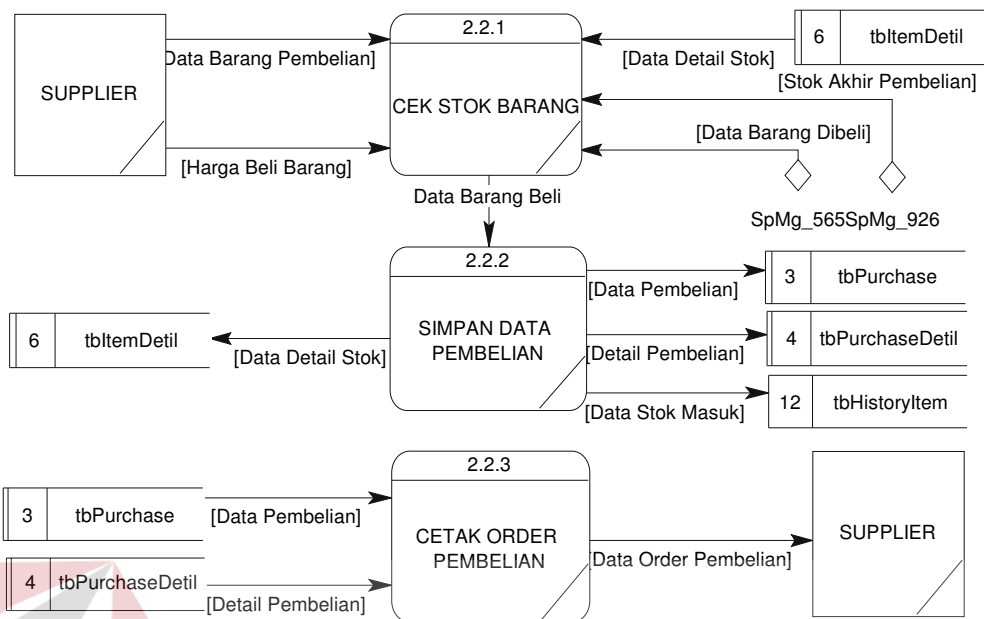 2.2.1
6 tbItemDetil
Data Barang Pembelian]
[Data Detail Stok]
[Stok Akhir Pembelian]
SUPPLIER
CEK STOK BARANG
[Data Barang Dibeli]
[Harga Beli Barang]
Data Barang Beli
SpMg_565SpMg_926
2.2.2
3 tbPurchase
[Data Pembelian]
6 tbItemDetil
SIMPAN DATA
PEMBELIAN
4 tbPurchaseDetil
[Data Detail Stok]
[Detail Pembelian]
12 tbHistoryItem
[Data Stok Masuk]
2.2.3
3 tbPurchase
[Data Pembelian]
CETAK ORDER
PEMBELIAN
SUPPLIER
[Data Order Pembelian]
4 tbPurchaseDetil
[Detail Pembelian]